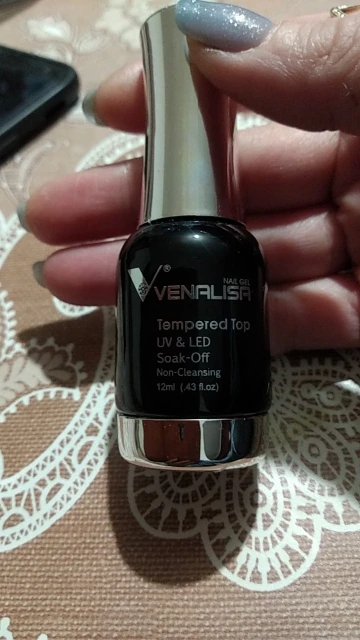 V®
NAIL GEL
VENALISA
Tempered Top
UV & LED
Soak-Off
Non-Cleansing
12ml (.43 fl.oz)